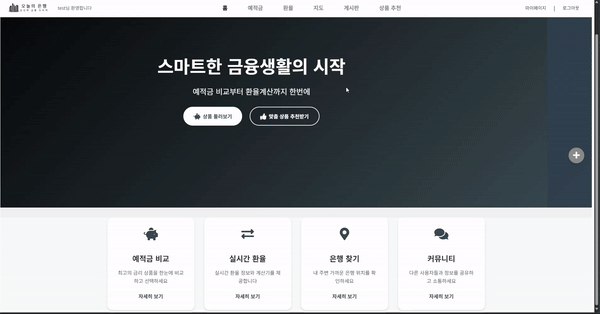 오늘의 은행
test님 환영합니다
홈
예적금
환율
지도
게시판
상품 추천
마이페이지 | 로그아웃
스마트한 금융생활의 시작
예적금 비교부터 환율계산까지 한번에
상품 둘러보기
맞춤 상품 추천받기
예적금 비교
최고의 금리 상품을 한눈에 비교
하고 선택하세요
자세히 보기
실시간 환율
실시간 환율 정보와 계산기를 제
공합니다
자세히 보기
은행 찾기
내 주변 가까운 은행 위치를 확
인하세요
자세히 보기
커뮤니티
다른 사용자들과 정보를 공유하
고 소통하세요
자세히 보기